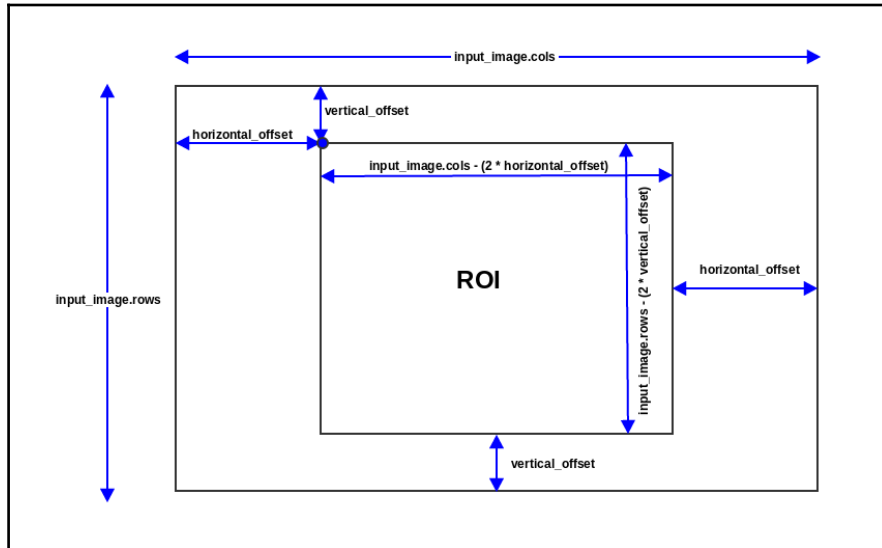 input_image.cols
vertical_offset
horizontal_offset
input_image.cols - (2 * horizontal_offset)
input_image.rows - (2 * vertical_offset)
ROI
horizontal_offset
input_image.rows
vertical_offset